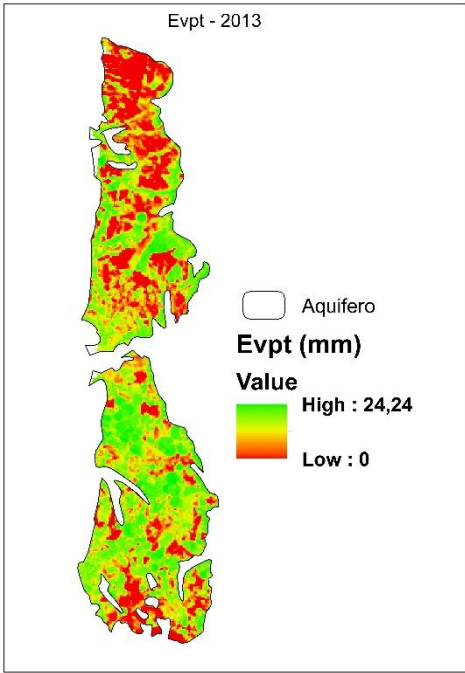 Evpt - 2013
Aquifero
Evpt (mm)
Value
High : 24,24
Low : 0